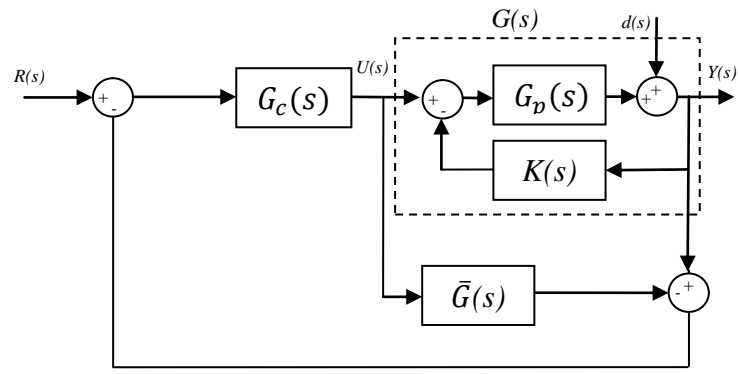 G(s)
d(s)
R(s)
U(s)
Y(s)
+
-
G_c(s)
+
-
G_p(s)
+
+
K(s)
Ḡ(s)
-
+